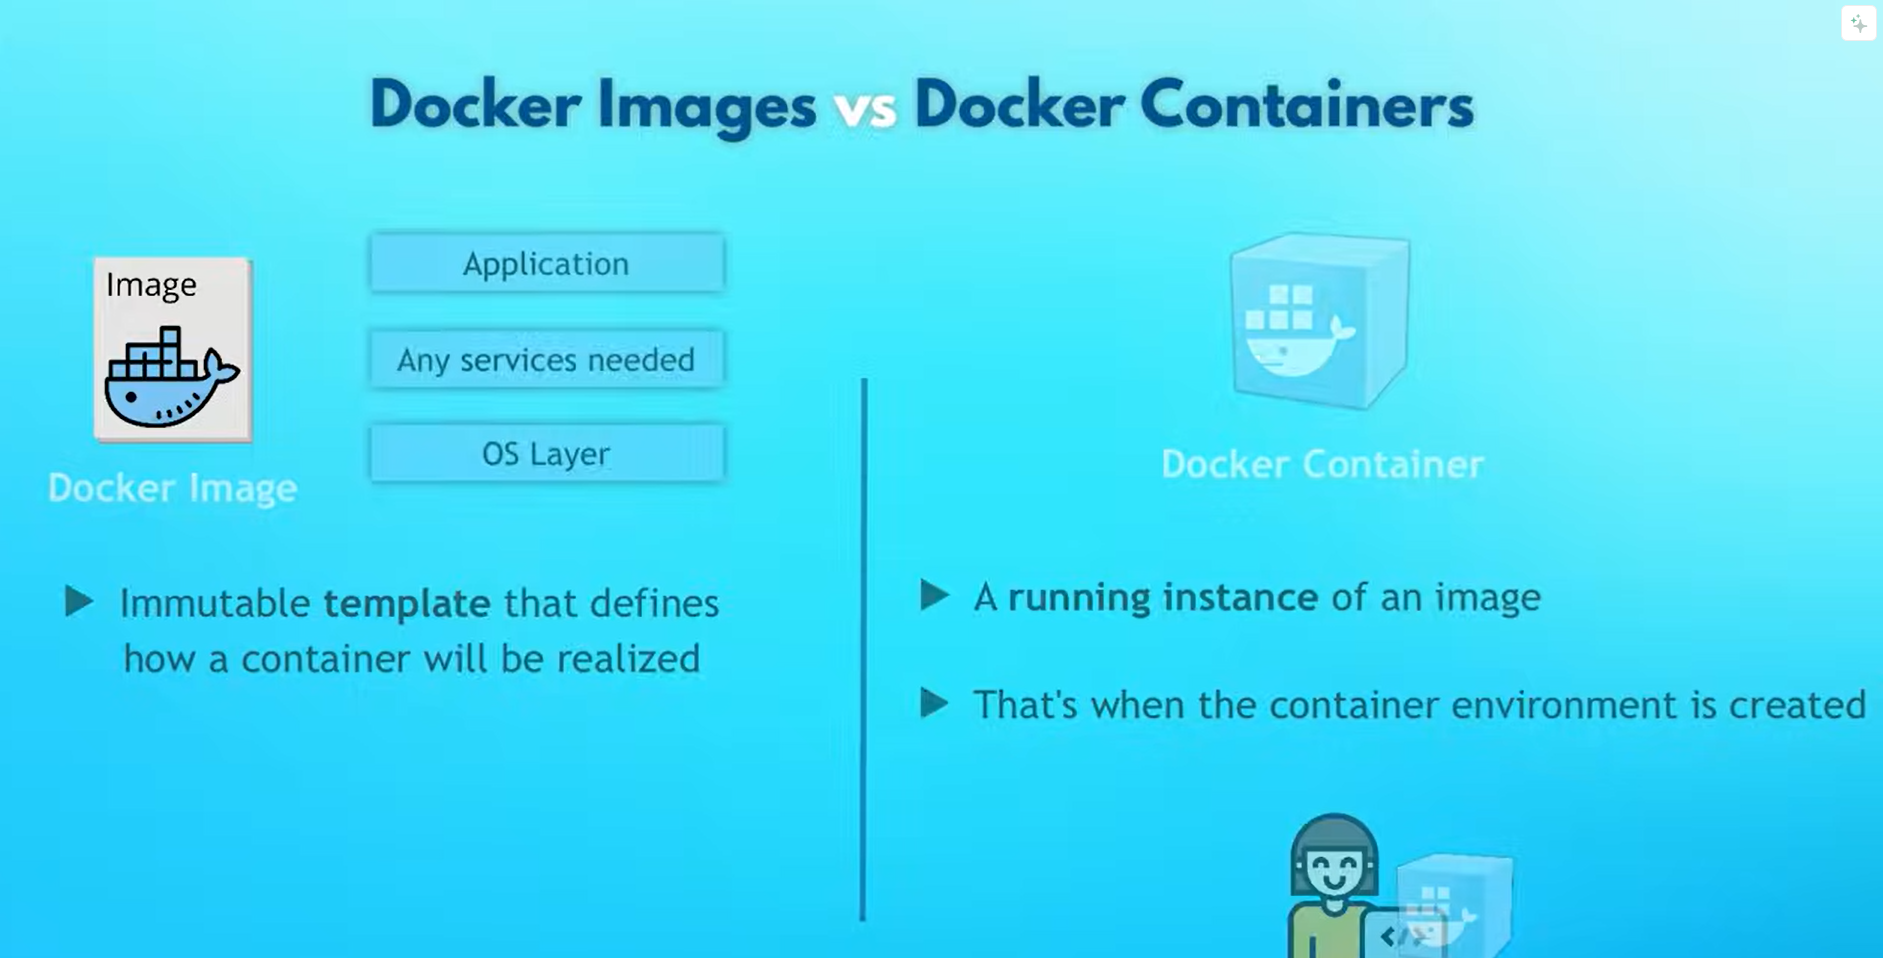 Docker Images vs Docker Containers
Image
Docker Image
Application
Any services needed
OS Layer
Immutable template that defines
how a container will be realized
Docker Container
A running instance of an image
That's when the container environment is created
</>